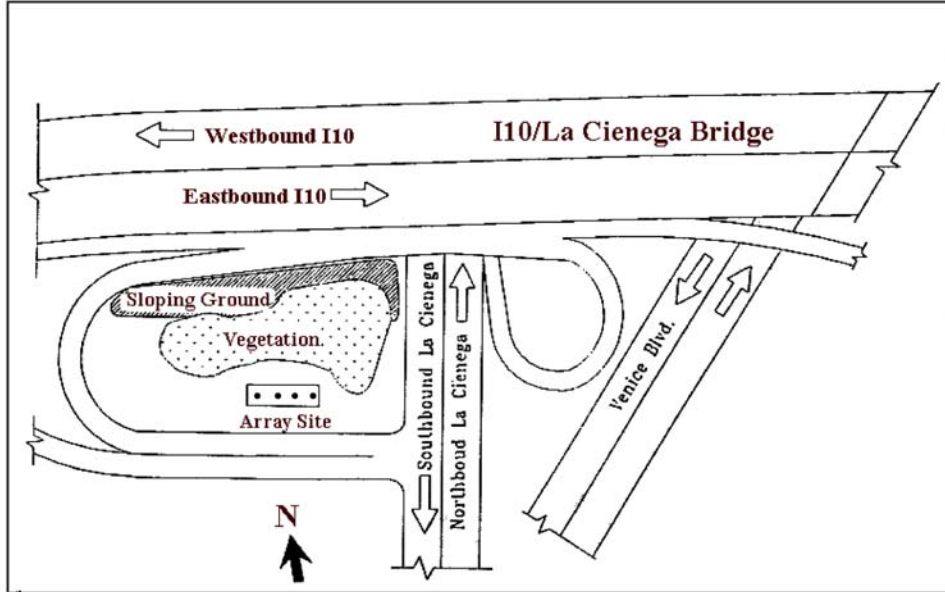 Westbound I10
I10/La Cienega Bridge
Eastbound I10
Sloping Ground
Vegetation.
Array Site
Southbound La Cienega
Northboud La Cienega
Venice Blvd.
N